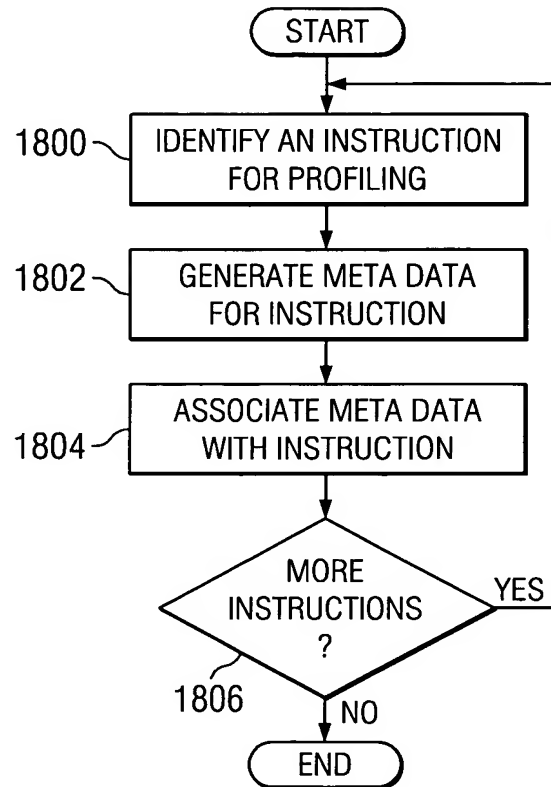 START
1800
IDENTIFY AN INSTRUCTION
FOR PROFILING
1802
GENERATE META DATA
FOR INSTRUCTION
1804
ASSOCIATE META DATA
WITH INSTRUCTION
MORE
INSTRUCTIONS
?
YES
1806
NO
END